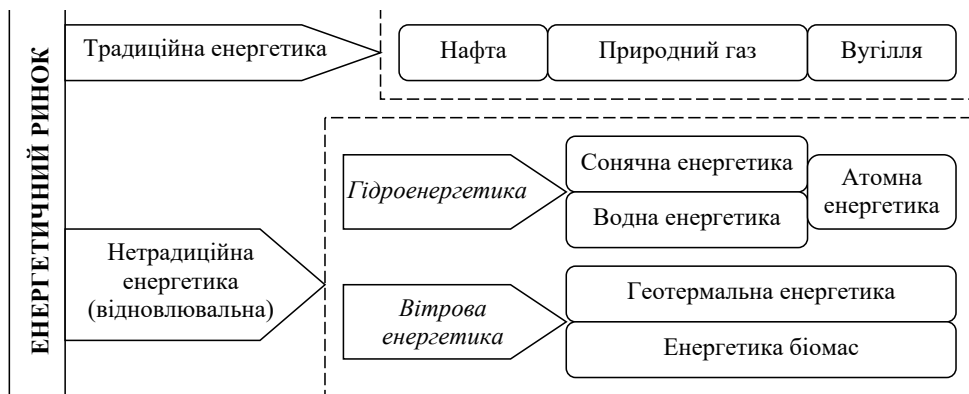 ЕНЕРГЕТИЧНИЙ РИНОК
Традиційна енергетика
Нафта
Природний газ
Вугілля
Нетрадиційна
енергетика
(відновлювальна)
Гідроенергетика
Сонячна енергетика
Водна енергетика
Атомна
енергетика
Вітрова
енергетика
Геотермальна енергетика
Енергетика біомас